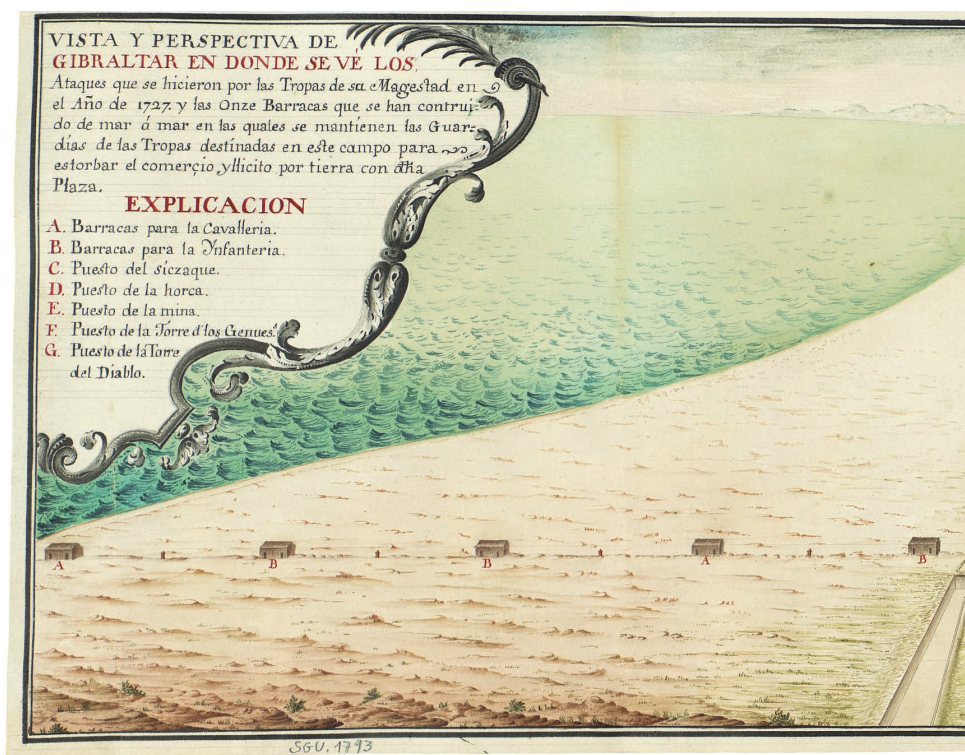 VISTA Y PERSPECTIVA DE
GIBRALTAR EN DONDE SE VÉ LOS
Ataques que se hicieron por las Tropas de sa Magestad en
el Año de 1727. y las Onze Barracas que se han contrui=
do de mar á mar en las quales se mantienen las Guar=
dias de las Tropas destinadas en este campo para
estorbar el comerçio yllicito por tierra con dha
Plaza.
EXPLICACION
A. Barracas para la Cavalleria.
B. Barracas para la Ynfanteria.
C. Puesto del siczaque.
D. Puesto de la horca.
E. Puesto de la mina.
F. Puesto de la Torre d'los Genues.
G. Puesto de la Torre
del Diablo.
A B B A B
SGU. 1793